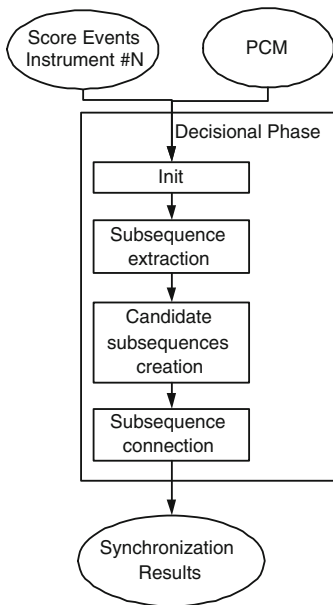 Score Events
Instrument #N
PCM
Decisional Phase
Init
Subsequence
extraction
Candidate
subsequences
creation
Subsequence
connection
Synchronization
Results